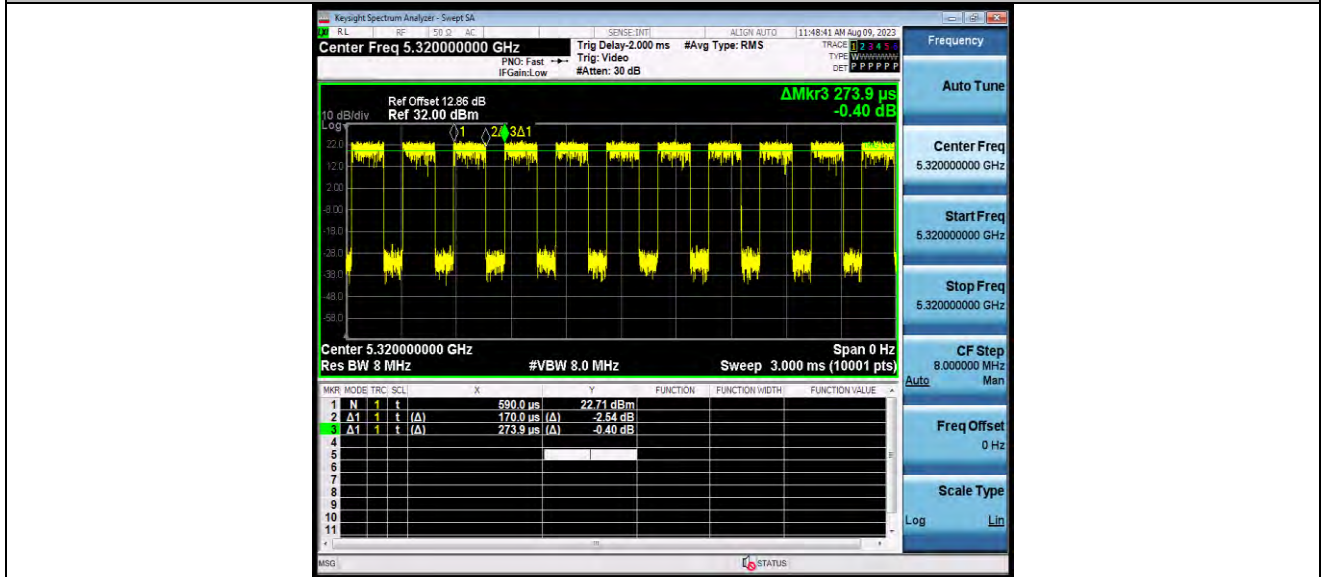 Keysight Spectrum Analyzer - Swept SA
RL RF 50 Ω AC SENSE:INT ALIGN AUTO 11:48:41 AM Aug 09, 2023
Center Freq 5.320000000 GHz Trig Delay-2.000 ms #Avg Type: RMS TRACE 1 2 3 4 5 6
PNO: Fast Trig: Video TYPE WWWWWW
IFGain:Low #Atten: 30 dB DET P P P P P P
ΔMkr3 273.9 µs
Ref Offset 12.86 dB
10 dB/div Ref 32.00 dBm -0.40 dB
Log
1 2Δ 3Δ1
22.0
12.0
2.00
-8.00
-18.0
-28.0
-38.0
-48.0
-58.0
Center 5.320000000 GHz Span 0 Hz
Res BW 8 MHz #VBW 8.0 MHz Sweep 3.000 ms (10001 pts)
MKR MODE TRC SCL X Y FUNCTION FUNCTION WIDTH FUNCTION VALUE
1 N 1 t 590.0 µs 22.71 dBm
2 Δ1 1 t (Δ) 170.0 µs (Δ) -2.54 dB
3 Δ1 1 t (Δ) 273.9 µs (Δ) -0.40 dB
4
5
6
7
8
9
10
11
MSG STATUS
Frequency
Auto Tune
Center Freq
5.320000000 GHz
Start Freq
5.320000000 GHz
Stop Freq
5.320000000 GHz
CF Step
8.000000 MHz
Auto Man
Freq Offset
0 Hz
Scale Type
Log Lin